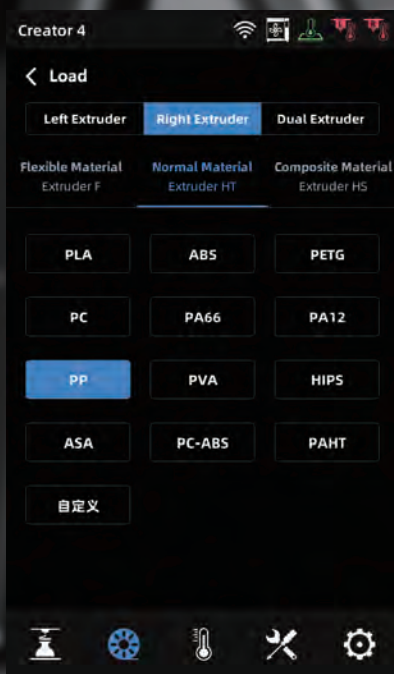 Creator 4
Load
Left Extruder Right Extruder Dual Extruder
Flexible Material Normal Material Composite Material
Extruder F Extruder HT Extruder HS
PLA ABS PETG
PC PA66 PA12
PP PVA HIPS
ASA PC-ABS PAHT
自定义